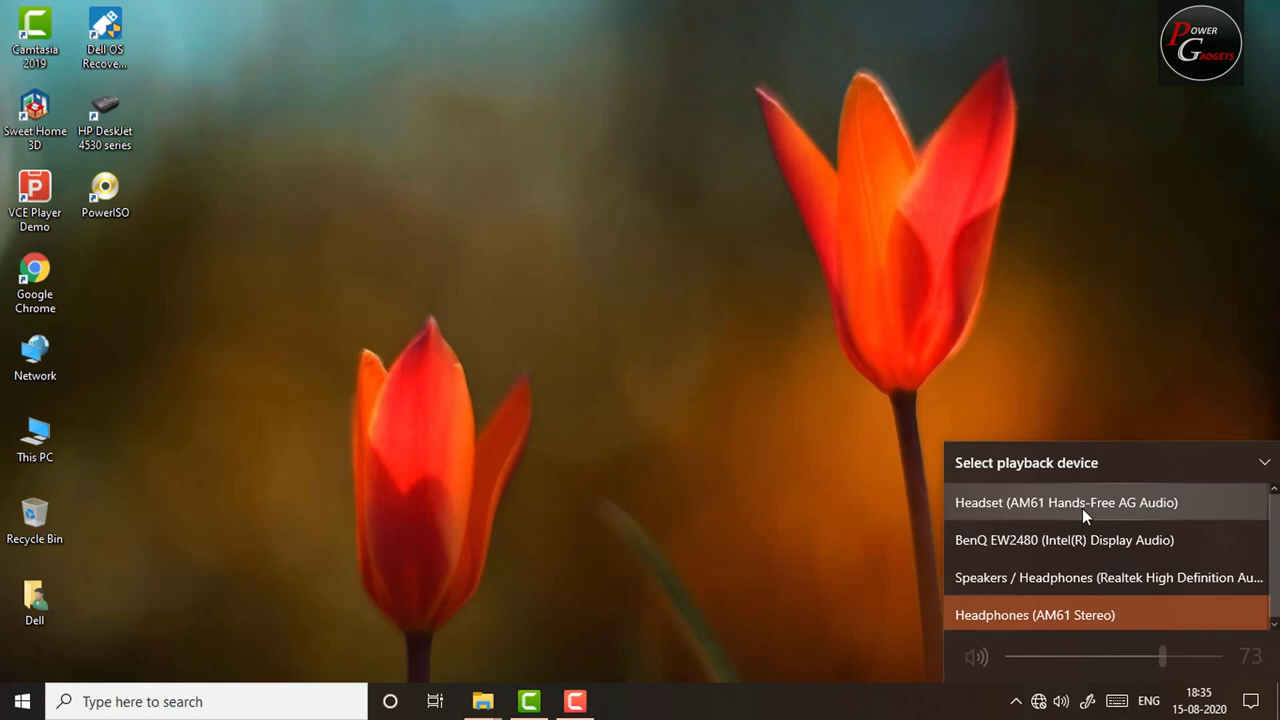 Camtasia
2019
Dell OS
Recove...
Sweet Home
3D
HP DeskJet
4530 series
VCE Player
Demo
PowerISO
Google
Chrome
Network
This PC
Recycle Bin
Dell
POWER
GADGETS
Select playback device
Headset (AM61 Hands-Free AG Audio)
BenQ EW2480 (Intel(R) Display Audio)
Speakers / Headphones (Realtek High Definition Au...
Headphones (AM61 Stereo)
73
Type here to search
ENG
18:35
15-08-2020